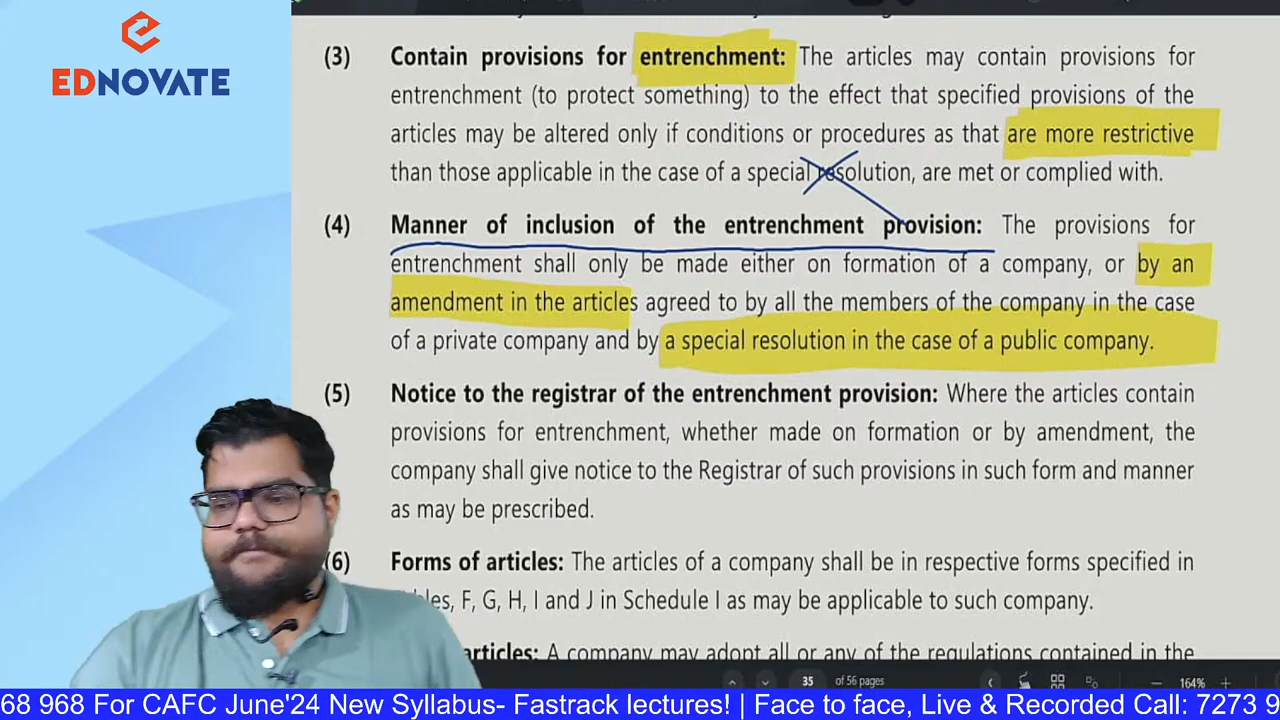 EDNOVATE
(3) Contain provisions for entrenchment: The articles may contain provisions for
entrenchment (to protect something) to the effect that specified provisions of the
articles may be altered only if conditions or procedures as that are more restrictive
than those applicable in the case of a special resolution, are met or complied with.
(4) Manner of inclusion of the entrenchment provision: The provisions for
entrenchment shall only be made either on formation of a company, or by an
amendment in the articles agreed to by all the members of the company in the case
of a private company and by a special resolution in the case of a public company.
(5) Notice to the registrar of the entrenchment provision: Where the articles contain
provisions for entrenchment, whether made on formation or by amendment, the
company shall give notice to the Registrar of such provisions in such form and manner
as may be prescribed.
(6) Forms of articles: The articles of a company shall be in respective forms specified in
F, G, H, I and J in Schedule I as may be applicable to such company.
articles: A company may adopt all or any of the regulations contained in the
35 of 56 pages 164%
68 968 For CAFC June'24 New Syllabus- Fastrack lectures! | Face to face, Live & Recorded Call: 7273 9